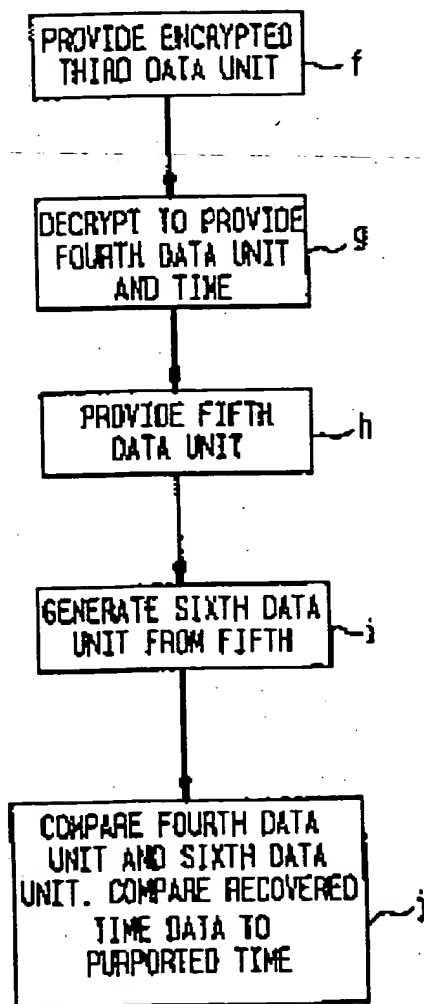 PROVIDE ENCRYPTED
THIRD DATA UNIT
f
DECRYPT TO PROVIDE
FOURTH DATA UNIT
AND TIME
g
PROVIDE FIFTH
DATA UNIT
h
GENERATE SIXTH DATA
UNIT FROM FIFTH
i
COMPARE FOURTH DATA
UNIT AND SIXTH DATA
UNIT. COMPARE RECOVERED
TIME DATA TO
PURPORTED TIME
j